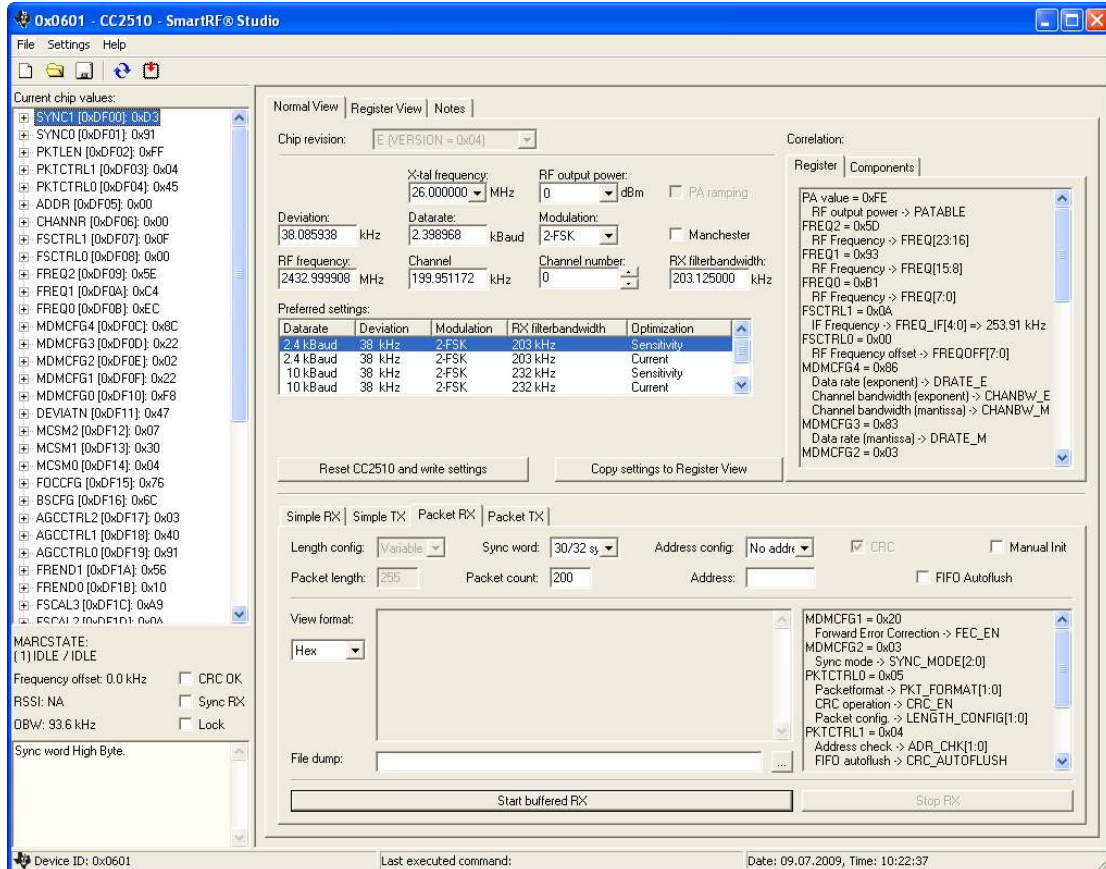 0x0601 - CC2510 - SmartRF® Studio
File Settings Help
Current chip values:
SYNC1 [0xDF00]: 0xD3
SYNC0 [0xDF01]: 0x91
PKTLEN [0xDF02]: 0xFF
PKTCTRL1 [0xDF03]: 0x04
PKTCTRL0 [0xDF04]: 0x45
ADDR [0xDF05]: 0x00
CHANNR [0xDF06]: 0x00
FSCTRL1 [0xDF07]: 0x0F
FSCTRL0 [0xDF08]: 0x00
FREQ2 [0xDF09]: 0x5E
FREQ1 [0xDF0A]: 0xC4
FREQ0 [0xDF0B]: 0xEC
MDMCFG4 [0xDF0C]: 0x8C
MDMCFG3 [0xDF0D]: 0x22
MDMCFG2 [0xDF0E]: 0x02
MDMCFG1 [0xDF0F]: 0x22
MDMCFG0 [0xDF10]: 0xF8
DEVIATN [0xDF11]: 0x47
MCSM2 [0xDF12]: 0x07
MCSM1 [0xDF13]: 0x30
MCSM0 [0xDF14]: 0x04
FOCCFG [0xDF15]: 0x76
BSCFG [0xDF16]: 0x6C
AGCCTRL2 [0xDF17]: 0x03
AGCCTRL1 [0xDF18]: 0x40
AGCCTRL0 [0xDF19]: 0x91
FREND1 [0xDF1A]: 0x56
FREND0 [0xDF1B]: 0x10
FSCAL3 [0xDF1C]: 0xA9
FSCAL2 [0xDF1D]: 0x0A
MARCSTATE:
(1) IDLE / IDLE
Frequency offset: 0.0 kHz CRC OK
RSSI: NA Sync RX
OBW: 93.6 kHz Lock
Sync word High Byte.
Normal View Register View Notes
Chip revision: E (VERSION = 0x04)
X-tal frequency: RF output power:
26.000000 MHz 0 dBm PA ramping
Deviation: Datarate: Modulation:
38.085938 kHz 2.398968 kBaud 2-FSK Manchester
RF frequency: Channel Channel number: RX filterbandwidth:
2432.999908 MHz 199.951172 kHz 0 203.125000 kHz
Preferred settings:
Datarate Deviation Modulation RX filterbandwidth Optimization
2.4 kBaud 38 kHz 2-FSK 203 kHz Sensitivity
2.4 kBaud 38 kHz 2-FSK 203 kHz Current
10 kBaud 38 kHz 2-FSK 232 kHz Sensitivity
10 kBaud 38 kHz 2-FSK 232 kHz Current
Reset CC2510 and write settings Copy settings to Register View
Correlation:
Register Components
PA value = 0xFE
RF output power -> PATABLE
FREQ2 = 0x5D
RF Frequency -> FREQ[23:16]
FREQ1 = 0x93
RF Frequency -> FREQ[15:8]
FREQ0 = 0xB1
RF Frequency -> FREQ[7:0]
FSCTRL1 = 0x0A
IF Frequency -> FREQ_IF[4:0] => 253.91 kHz
FSCTRL0 = 0x00
RF Frequency offset -> FREQOFF[7:0]
MDMCFG4 = 0x86
Data rate (exponent) -> DRATE_E
Channel bandwidth (exponent) -> CHANBW_E
Channel bandwidth (mantissa) -> CHANBW_M
MDMCFG3 = 0x83
Data rate (mantissa) -> DRATE_M
MDMCFG2 = 0x03
Simple RX Simple TX Packet RX Packet TX
Length config: Variable Sync word: 30/32 sy Address config: No addre CRC Manual Init
Packet length: 255 Packet count: 200 Address: FIFO Autoflush
View format:
Hex
File dump: ...
MDMCFG1 = 0x20
Forward Error Correction -> FEC_EN
MDMCFG2 = 0x03
Sync mode -> SYNC_MODE[2:0]
PKTCTRL0 = 0x05
Packetformat -> PKT_FORMAT[1:0]
CRC operation -> CRC_EN
Packet config. -> LENGTH_CONFIG[1:0]
PKTCTRL1 = 0x04
Address check -> ADR_CHK[1:0]
FIFO autoflush -> CRC_AUTOFLUSH
Start buffered RX Stop RX
Device ID: 0x0601 Last executed command: Date: 09.07.2009, Time: 10:22:37